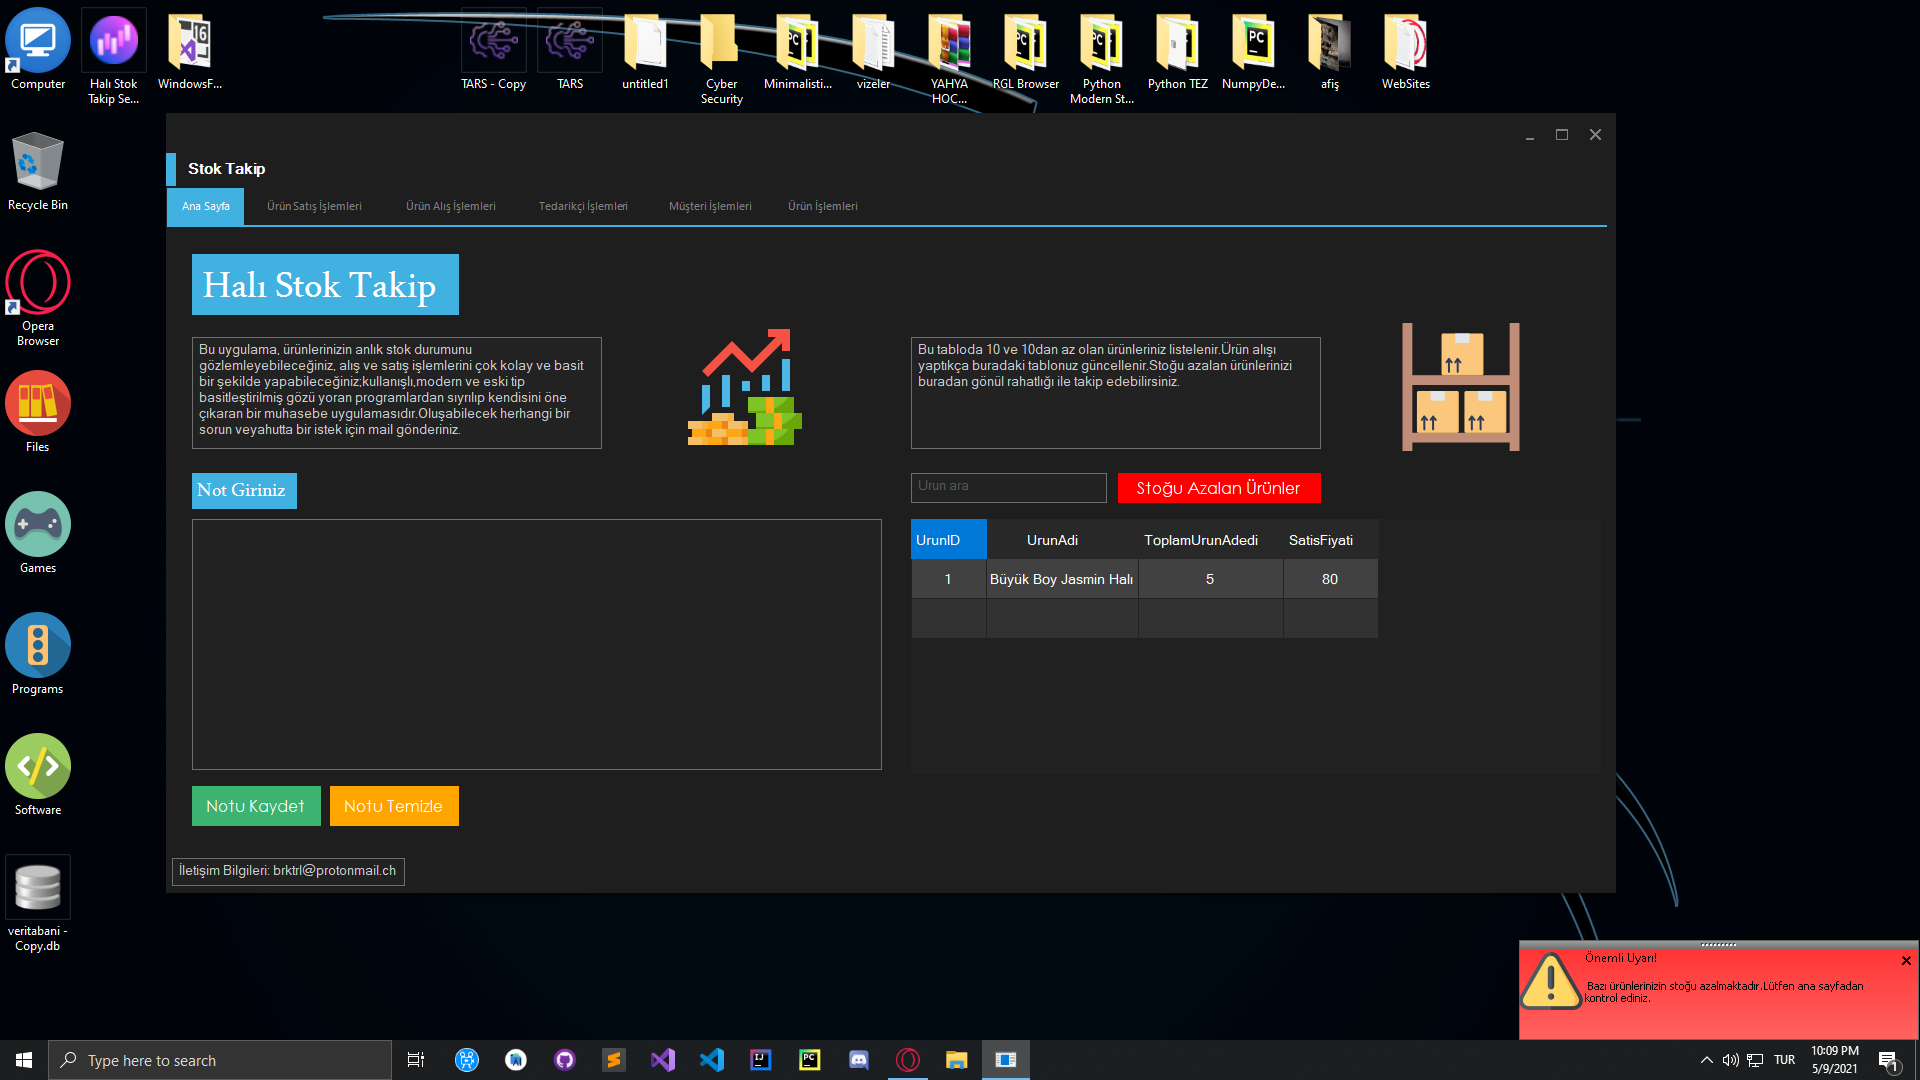 Computer
Halı Stok
Takip Se...
WindowsF...
TARS - Copy
TARS
untitled1
Cyber
Security
Minimalisti...
vizeler
YAHYA
HOC...
RGL Browser
Python
Modern St...
Python TEZ
NumpyDe...
afiş
WebSites
Recycle Bin
Opera
Browser
Files
Games
Programs
Software
veritabani -
Copy.db
Stok Takip
Ana Sayfa
Ürün Satış İşlemleri
Ürün Alış İşlemleri
Tedarikçi İşlemleri
Müşteri İşlemleri
Ürün İşlemleri
Halı Stok Takip
Bu uygulama, ürünlerinizin anlık stok durumunu
gözlemleyebileceğiniz, alış ve satış işlemlerini çok kolay ve basit
bir şekilde yapabileceğiniz;kullanışlı,modern ve eski tip
basitleştirilmiş gözü yoran programlardan sıyrılıp kendisini öne
çıkaran bir muhasebe uygulamasıdır.Oluşabilecek herhangi bir
sorun veyahutta bir istek için mail gönderiniz.
Bu tabloda 10 ve 10dan az olan ürünleriniz listelenir.Ürün alışı
yaptıkça buradaki tablonuz güncellenir.Stoğu azalan ürünlerinizi
buradan gönül rahatlığı ile takip edebilirsiniz.
Not Giriniz
Urun ara
Stoğu Azalan Ürünler
UrunID UrunAdi ToplamUrunAdedi SatisFiyati
1 Büyük Boy Jasmin Halı 5 80
Notu Kaydet
Notu Temizle
İletişim Bilgileri: brktrl@protonmail.ch
Önemli Uyarı!
Bazı ürünlerinizin stoğu azalmaktadır.Lütfen ana sayfadan
kontrol ediniz.
Type here to search
TUR
10:09 PM
5/9/2021
1